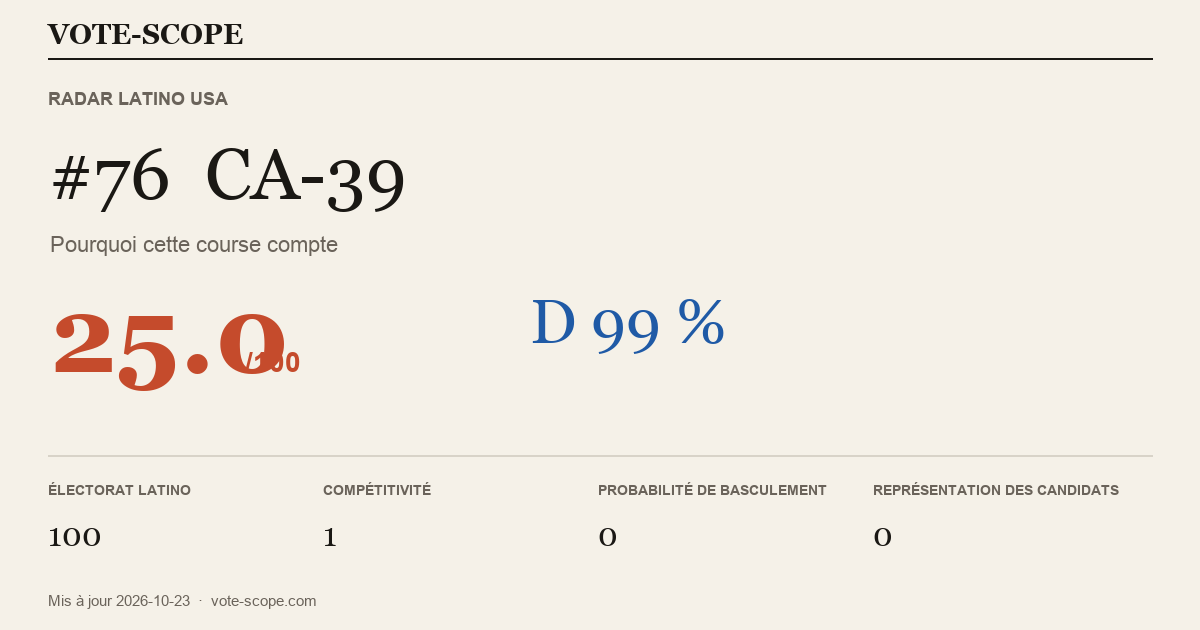 VOTE-SCOPE
RADAR LATINO USA
#76 CA-39
Pourquoi cette course compte
25.0 /100
D 99 %
ÉLECTORAT LATINO
COMPÉTITIVITÉ
PROBABILITÉ DE BASCULEMENT
REPRÉSENTATION DES CANDIDATS
100
1
0
0
Mis à jour 2026-10-23 · vote-scope.com